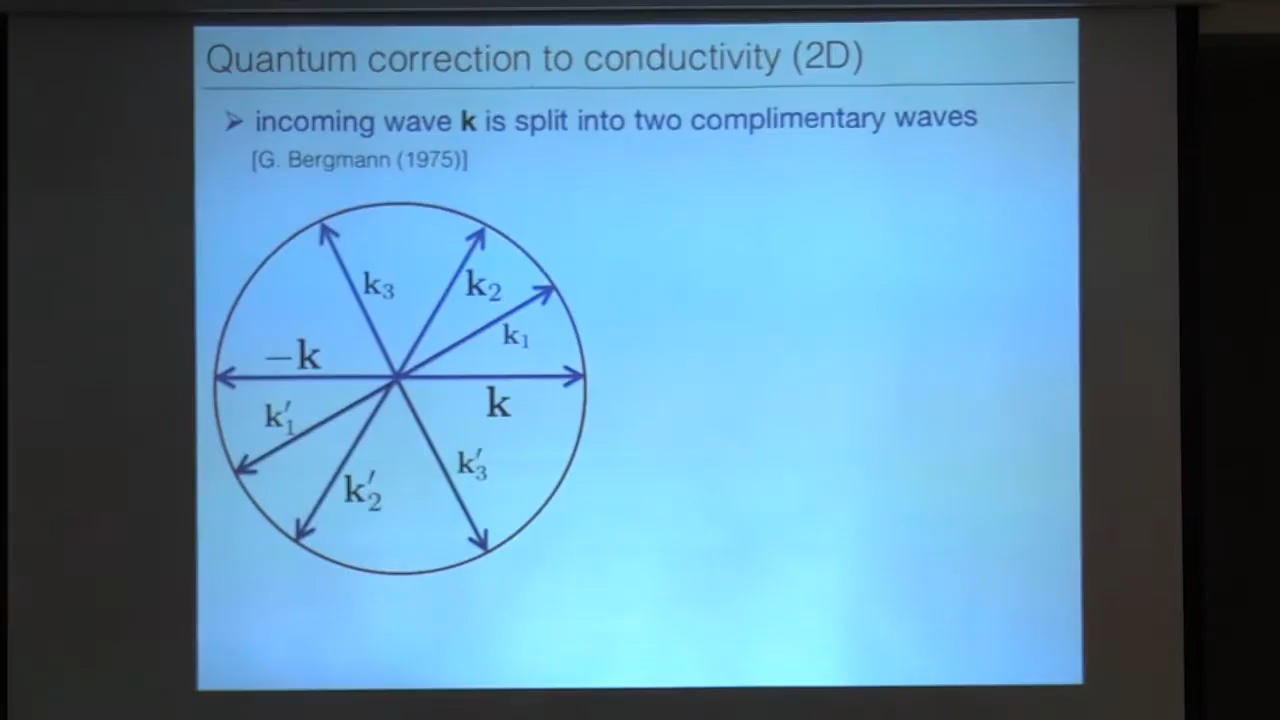 Quantum correction to conductivity (2D)
➢ incoming wave k is split into two complimentary waves
[G. Bergmann (1975)]
k₃
k₂
k₁
−k
k
k′₁
k′₂
k′₃